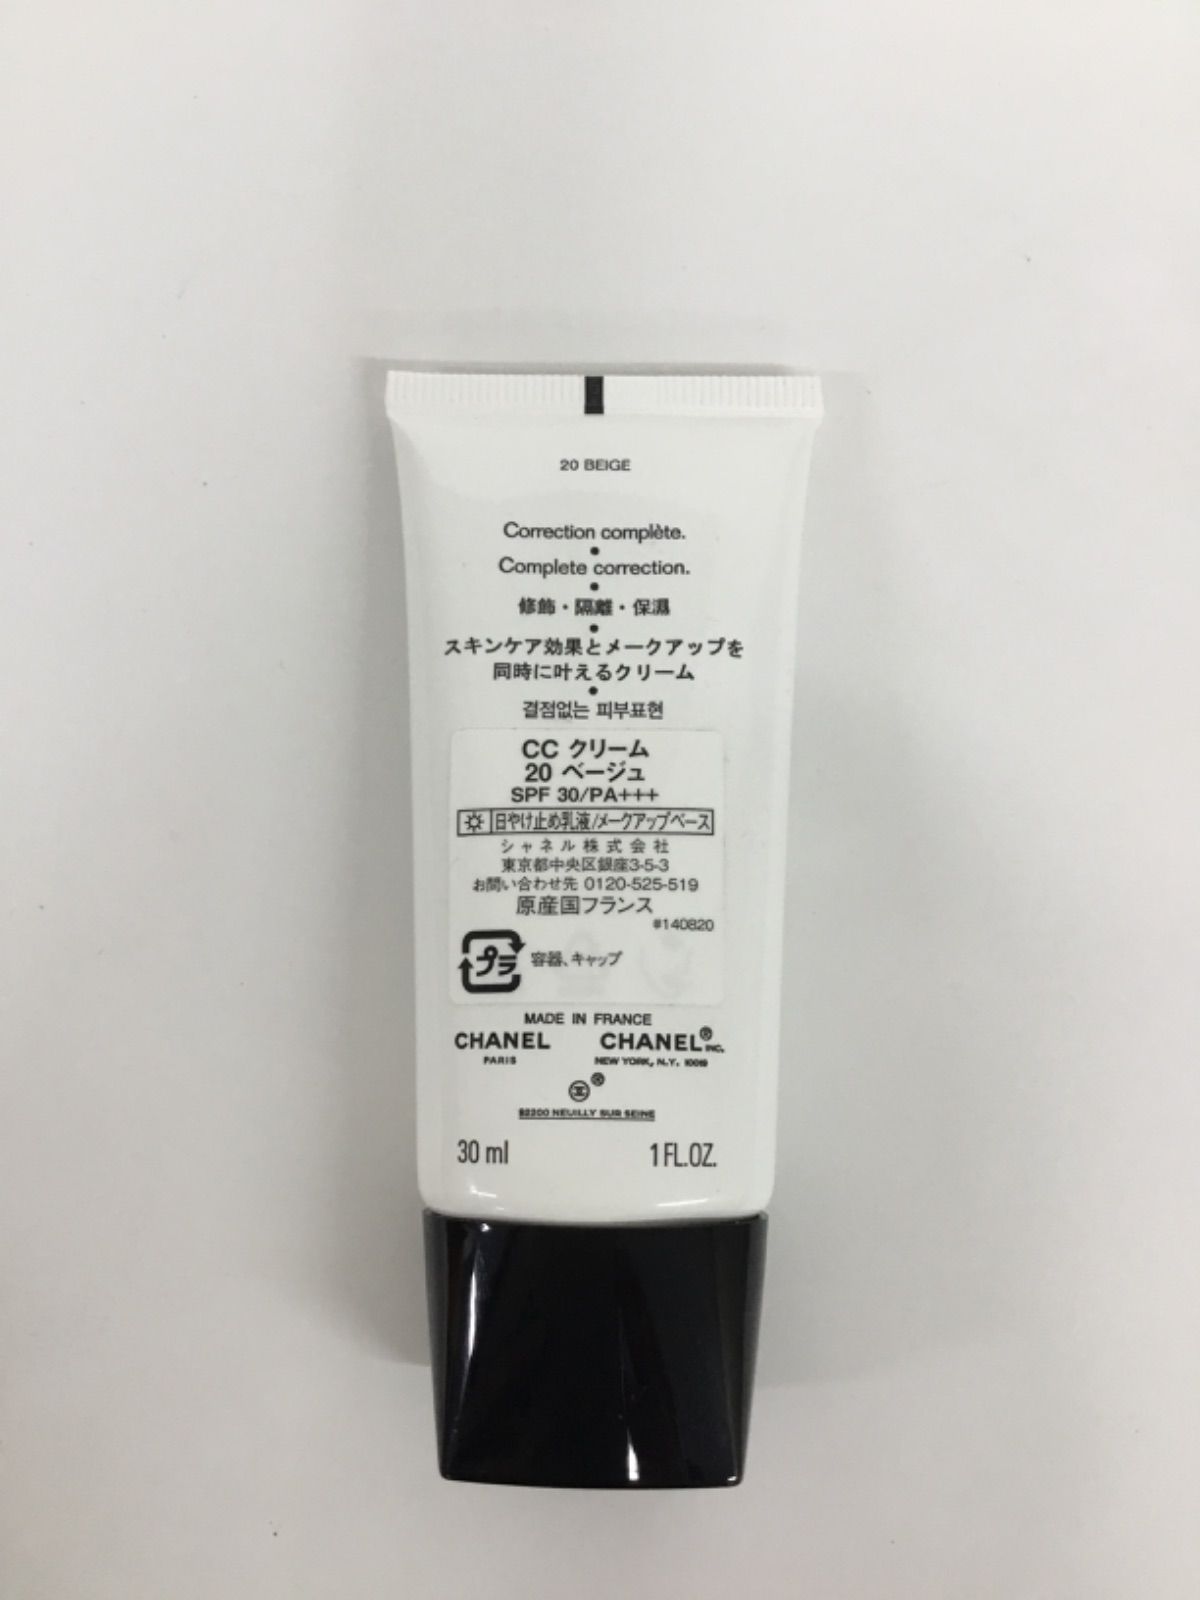 20 BEIGE
Correction complète.
•
Complete correction.
•
修飾・隔離・保濕
•
スキンケア効果とメークアップを
同時に叶えるクリーム
•
결점없는 피부표현
CC クリーム
20 ベージュ
SPF 30/PA+++
日やけ止め乳液/メークアップベース
シャネル株式会社
東京都中央区銀座3-5-3
お問い合わせ先 0120-525-519
原産国フランス
#140820
プラ 容器、キャップ
MADE IN FRANCE
CHANEL CHANEL® INC.
PARIS NEW YORK, N.Y. 10019
®
92200 NEUILLY SUR SEINE
30 ml 1 FL.OZ.